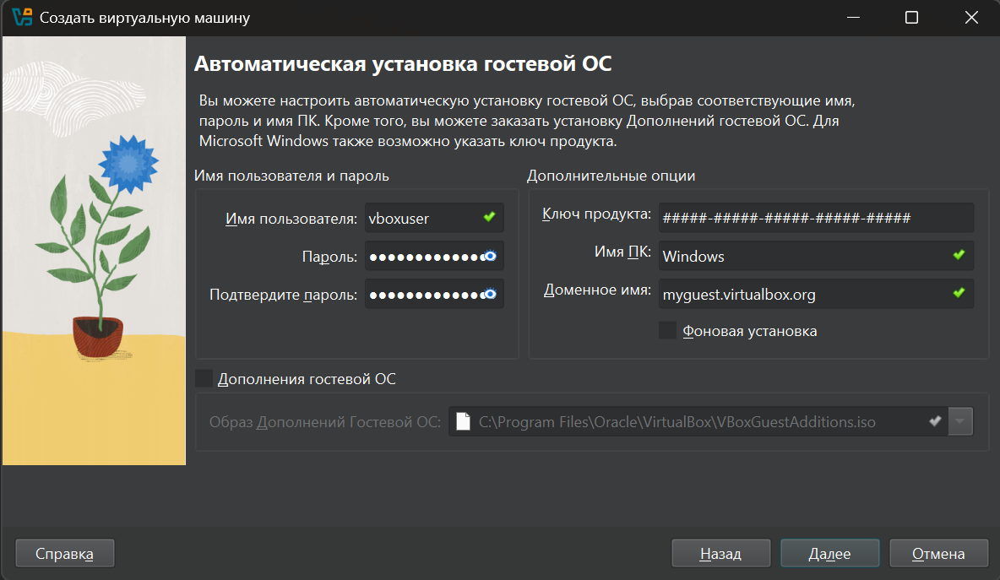 Создать виртуальную машину
Автоматическая установка гостевой ОС
Вы можете настроить автоматическую установку гостевой ОС, выбрав соответствующие имя,
пароль и имя ПК. Кроме того, вы можете заказать установку Дополнений гостевой ОС. Для
Microsoft Windows также возможно указать ключ продукта.
Имя пользователя и пароль
Имя пользователя: vboxuser
Пароль: ●●●●●●●●●●●●●
Подтвердите пароль: ●●●●●●●●●●●●●
Дополнительные опции
Ключ продукта: #####-#####-#####-#####-#####
Имя ПК: Windows
Доменное имя: myguest.virtualbox.org
Фоновая установка
Дополнения гостевой ОС
Образ Дополнений Гостевой ОС: C:\Program Files\Oracle\VirtualBox\VBoxGuestAdditions.iso
Справка
Назад
Далее
Отмена